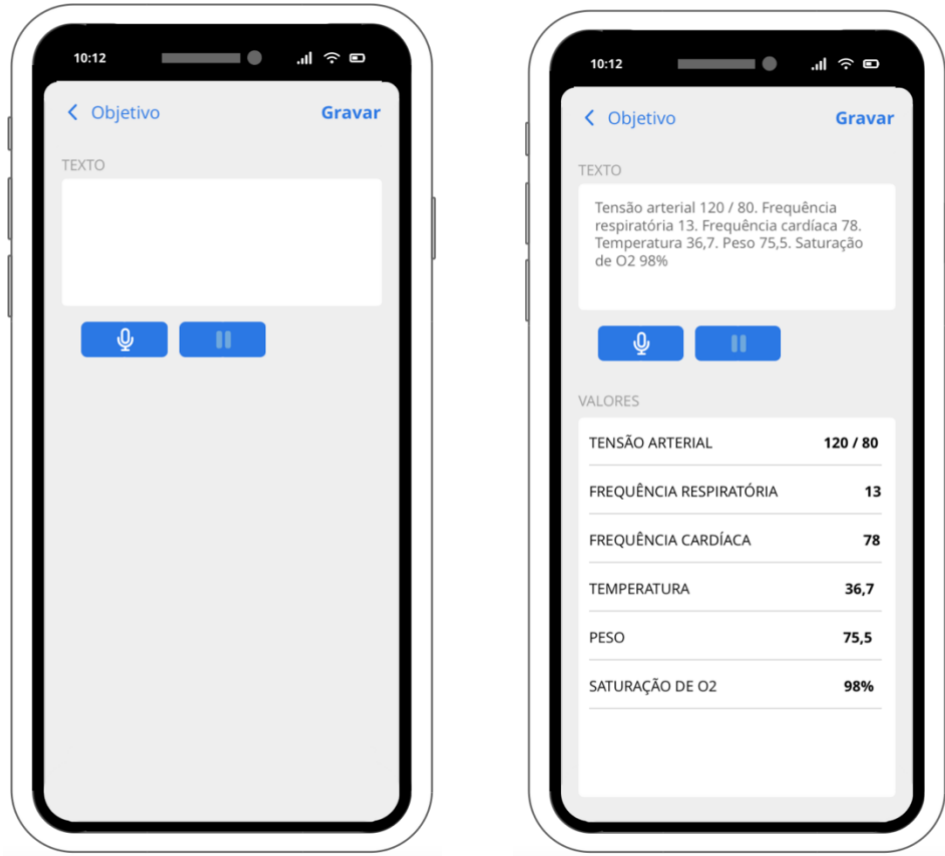 10:12
Objetivo
Gravar
TEXTO
10:12
Objetivo
Gravar
TEXTO
Tensão arterial 120 / 80. Frequência
respiratória 13. Frequência cardíaca 78.
Temperatura 36,7. Peso 75,5. Saturação
de O2 98%
VALORES
TENSÃO ARTERIAL 120 / 80
FREQUÊNCIA RESPIRATÓRIA 13
FREQUÊNCIA CARDÍACA 78
TEMPERATURA 36,7
PESO 75,5
SATURAÇÃO DE O2 98%